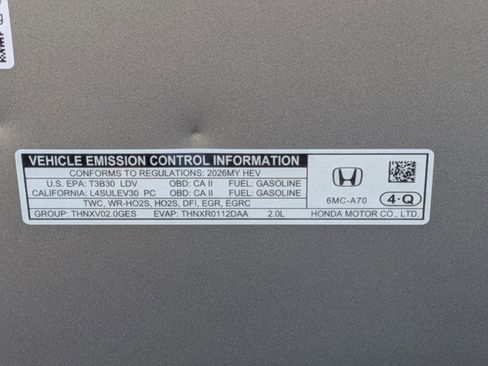 VEHICLE EMISSION CONTROL INFORMATION
CONFORMS TO REGULATIONS: 2026MY HEV
U.S. EPA: T3B30 LDV OBD: CA II FUEL: GASOLINE
CALIFORNIA: L4SULEV30 PC OBD: CA II FUEL: GASOLINE
TWC, WR-HO2S, HO2S, DFI, EGR, EGRC
GROUP: THNXV02.0GES EVAP: THNXR0112DAA 2.0L
6MC-A70 4-Q
HONDA MOTOR CO., LTD.